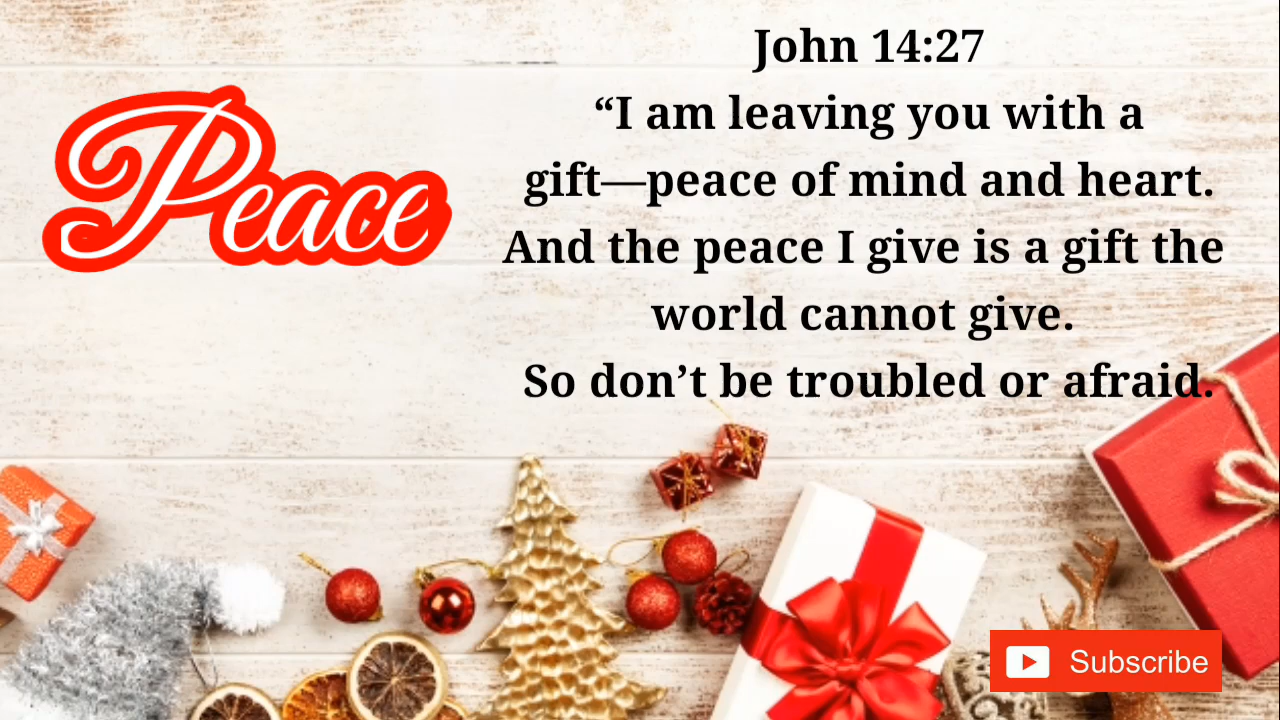 Peace
John 14:27
“I am leaving you with a
gift—peace of mind and heart.
And the peace I give is a gift the
world cannot give.
So don’t be troubled or afraid.
Subscribe